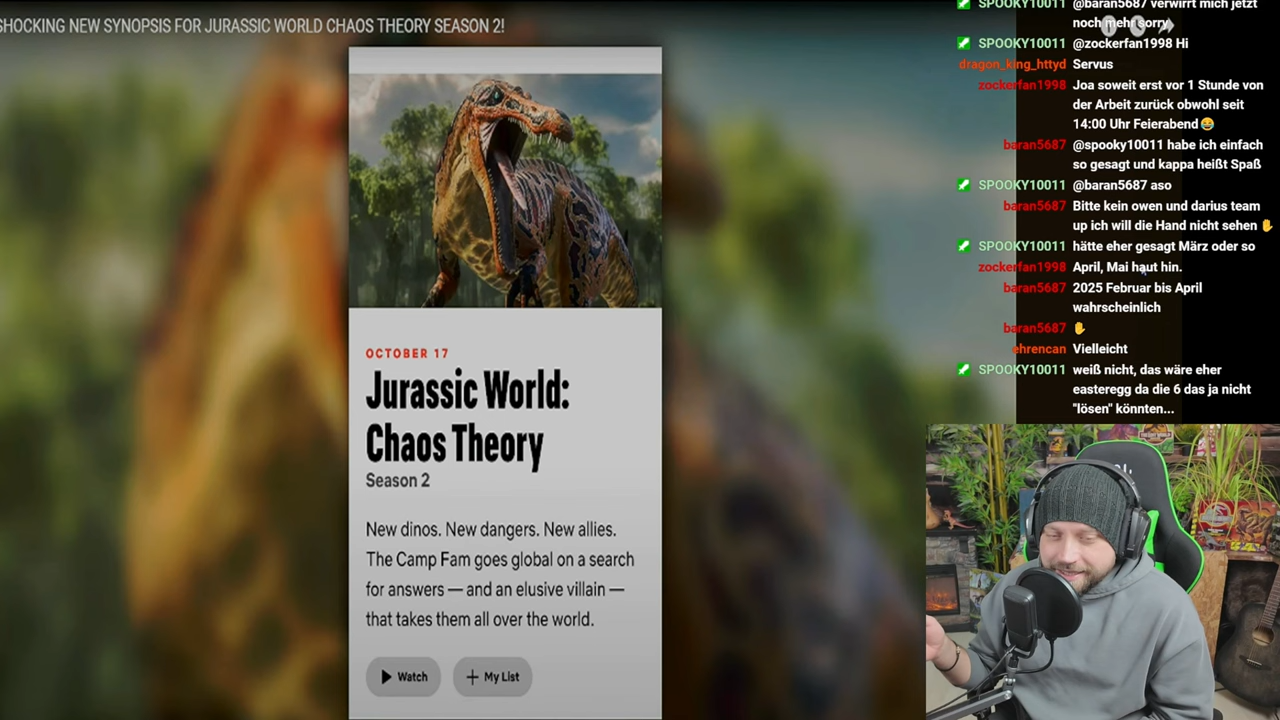 SHOCKING NEW SYNOPSIS FOR JURASSIC WORLD CHAOS THEORY SEASON 2!
OCTOBER 17
Jurassic World:
Chaos Theory
Season 2
New dinos. New dangers. New allies.
The Camp Fam goes global on a search
for answers — and an elusive villain —
that takes them all over the world.
Watch
My List
SPOOKY10011 @baran5687 verwirrt mich jetzt
noch mehr sorry
SPOOKY10011 @zockerfan1998 Hi
dragon_king_httyd Servus
zockerfan1998 Joa soweit erst vor 1 Stunde von
der Arbeit zurück obwohl seit
14:00 Uhr Feierabend😂
baran5687 @spooky10011 habe ich einfach
so gesagt und kappa heißt Spaß
SPOOKY10011 @baran5687 aso
baran5687 Bitte kein owen und darius team
up ich will die Hand nicht sehen ✋
SPOOKY10011 hätte eher gesagt März oder so
zockerfan1998 April, Mai haut hin.
baran5687 2025 Februar bis April
wahrscheinlich
baran5687 ✋
ehrencan Vielleicht
SPOOKY10011 weiß nicht, das wäre eher
easteregg da die 6 das ja nicht
"lösen" könnten...